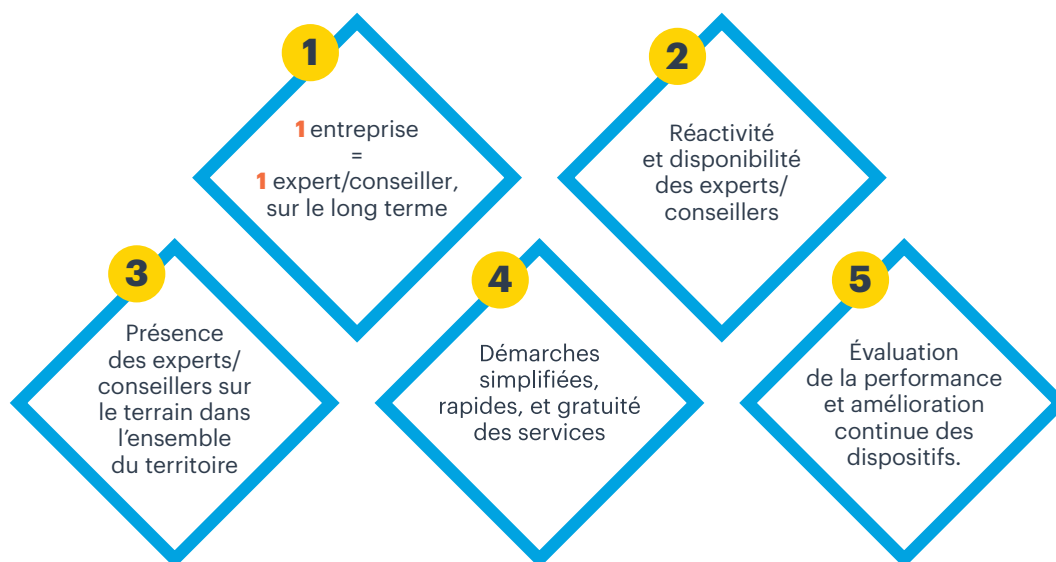 1
1 entreprise
=
1 expert/conseiller,
sur le long terme
2
Réactivité
et disponibilité
des experts/
conseillers
3
Présence
des experts/
conseillers sur
le terrain dans
l’ensemble
du territoire
4
Démarches
simplifiées,
rapides, et gratuité
des services
5
Évaluation
de la performance
et amélioration
continue des
dispositifs.